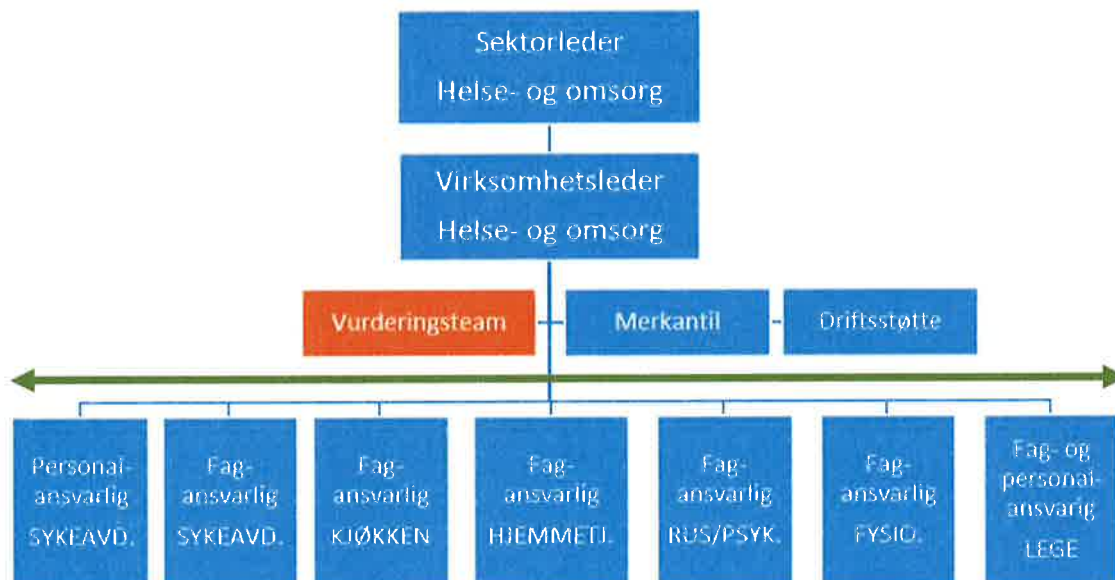 Sektorleder
Helse- og omsorg
Virksomhetsleder
Helse- og omsorg
Vurderingsteam
Merkantil
Driftsstøtte
Personal-
ansvarlig
SYKEAVD.
Fag-
ansvarlig
SYKEAVD.
Fag-
ansvarlig
KJØKKEN
Fag-
ansvarlig
HJEMMETJ.
Fag-
ansvarlig
RUS/PSYK.
Fag-
ansvarlig
FYSIO.
Fag- og
personal-
ansvarig
LEGE